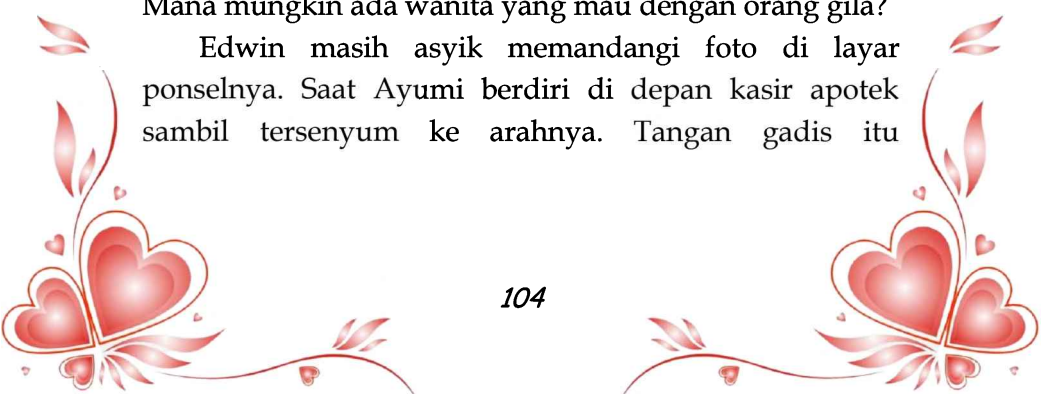 Mana mungkin ada wanita yang mau dengan orang gila?
Edwin masih asyik memandangi foto di layar
ponselnya. Saat Ayumi berdiri di depan kasir apotek
sambil tersenyum ke arahnya. Tangan gadis itu
104